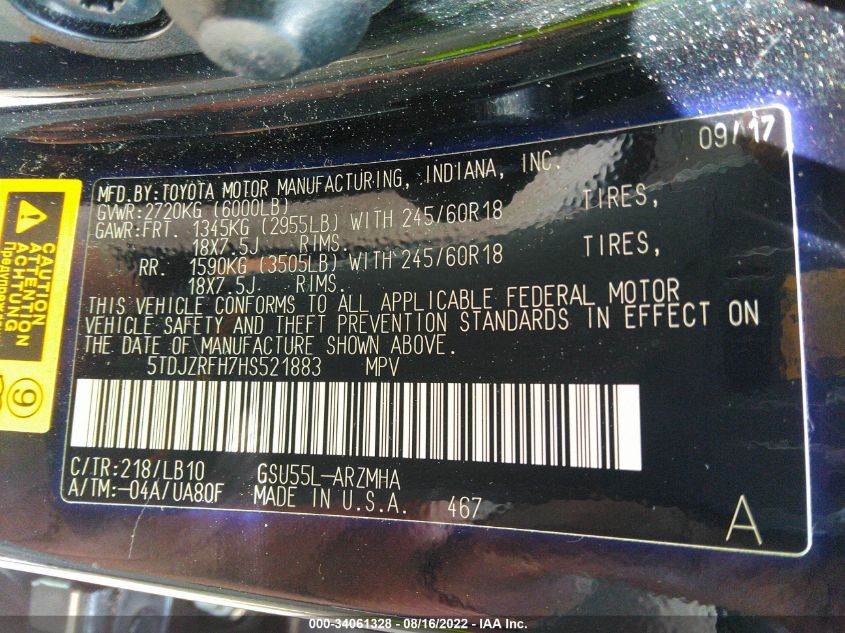 09/17
MFD.BY:TOYOTA MOTOR MANUFACTURING, INDIANA, INC.
GVWR:2720KG (6000LB)
GAWR:FRT. 1345KG (2955LB) WITH 245/60R18 TIRES,
18X7.5J RIMS.
RR. 1590KG (3505LB) WITH 245/60R18 TIRES,
18X7.5J RIMS.
THIS VEHICLE CONFORMS TO ALL APPLICABLE FEDERAL MOTOR
VEHICLE SAFETY AND THEFT PREVENTION STANDARDS IN EFFECT ON
THE DATE OF MANUFACTURE SHOWN ABOVE.
5TDJZRFH7HS521883 MPV
C/TR:218/LB10 GSU55L-ARZMHA
A/TM:-04A/UA80F MADE IN U.S.A. 467
A
CAUTION
ATTENTION
ACHTUNG
9
000-34061328 - 08/16/2022 - IAA Inc.